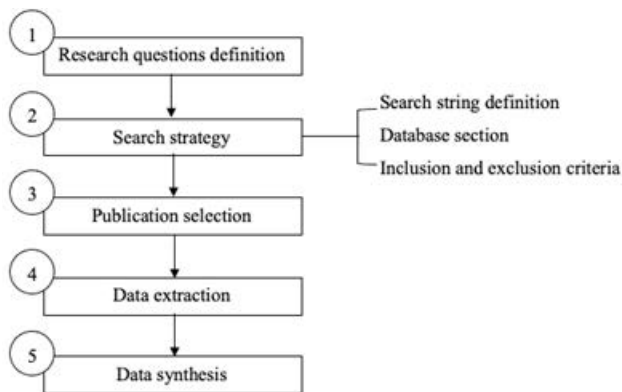 1
Research questions definition
2
Search strategy
Search string definition
Database section
Inclusion and exclusion criteria
3
Publication selection
4
Data extraction
5
Data synthesis